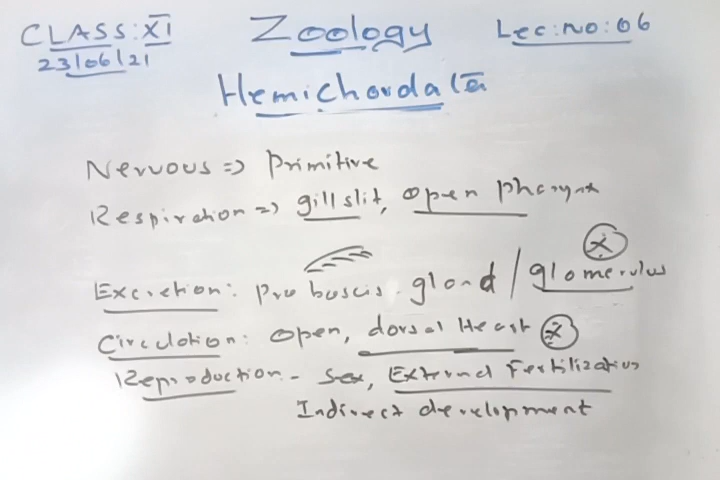 CLASS: XI Zoology Lec: no: 06
23/06/21
Hemichordata
Nervous => Primitive
Respiration => gill slit, open pharynx
Excretion: proboscis gland / glomerulus
Circulation: open, dorsal Heart
Reproduction - Sex, External Fertilization
Indirect development